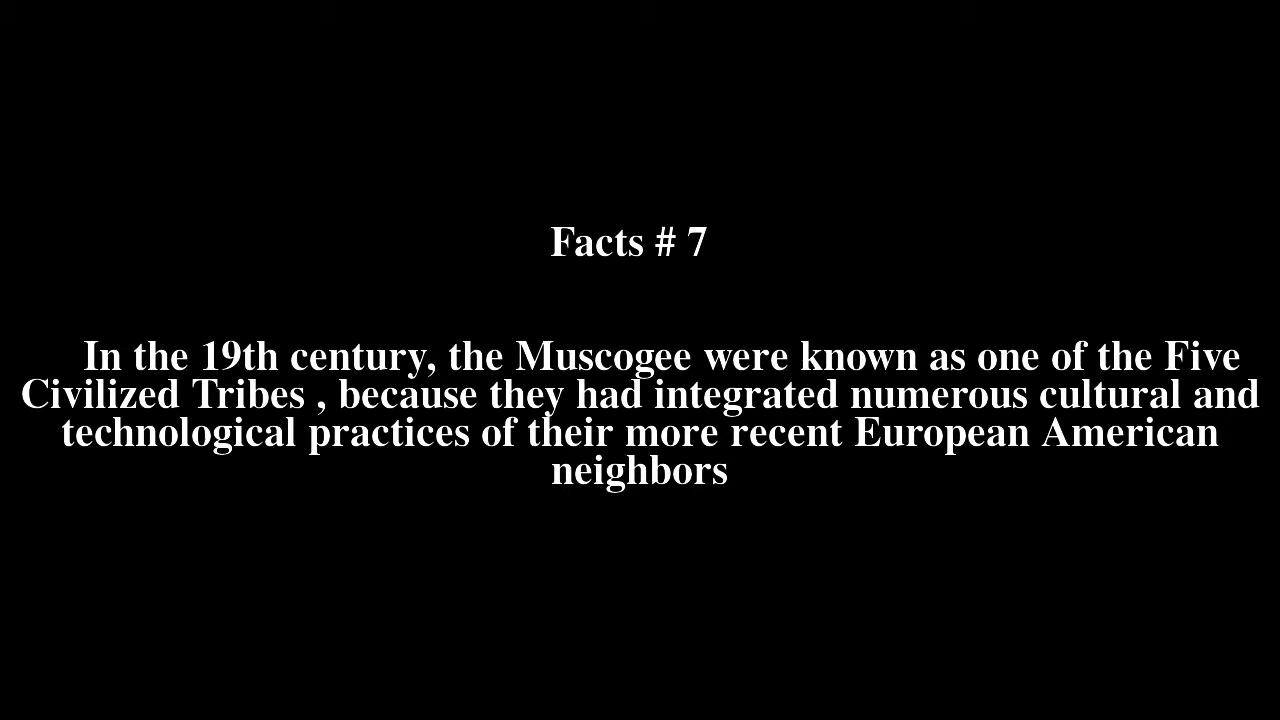 Facts # 7
In the 19th century, the Muscogee were known as one of the Five
Civilized Tribes , because they had integrated numerous cultural and
technological practices of their more recent European American
neighbors